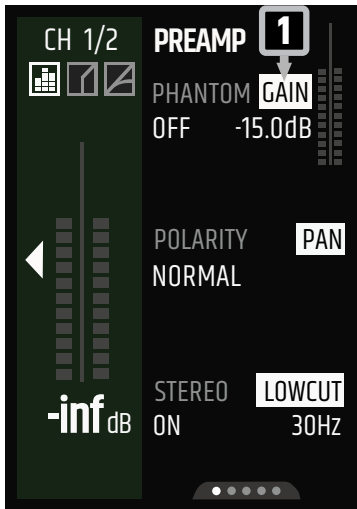 CH 1/2
PREAMP
1
PHANTOM GAIN
OFF -15.0dB
POLARITY PAN
NORMAL
STEREO LOWCUT
ON 30Hz
-inf dB